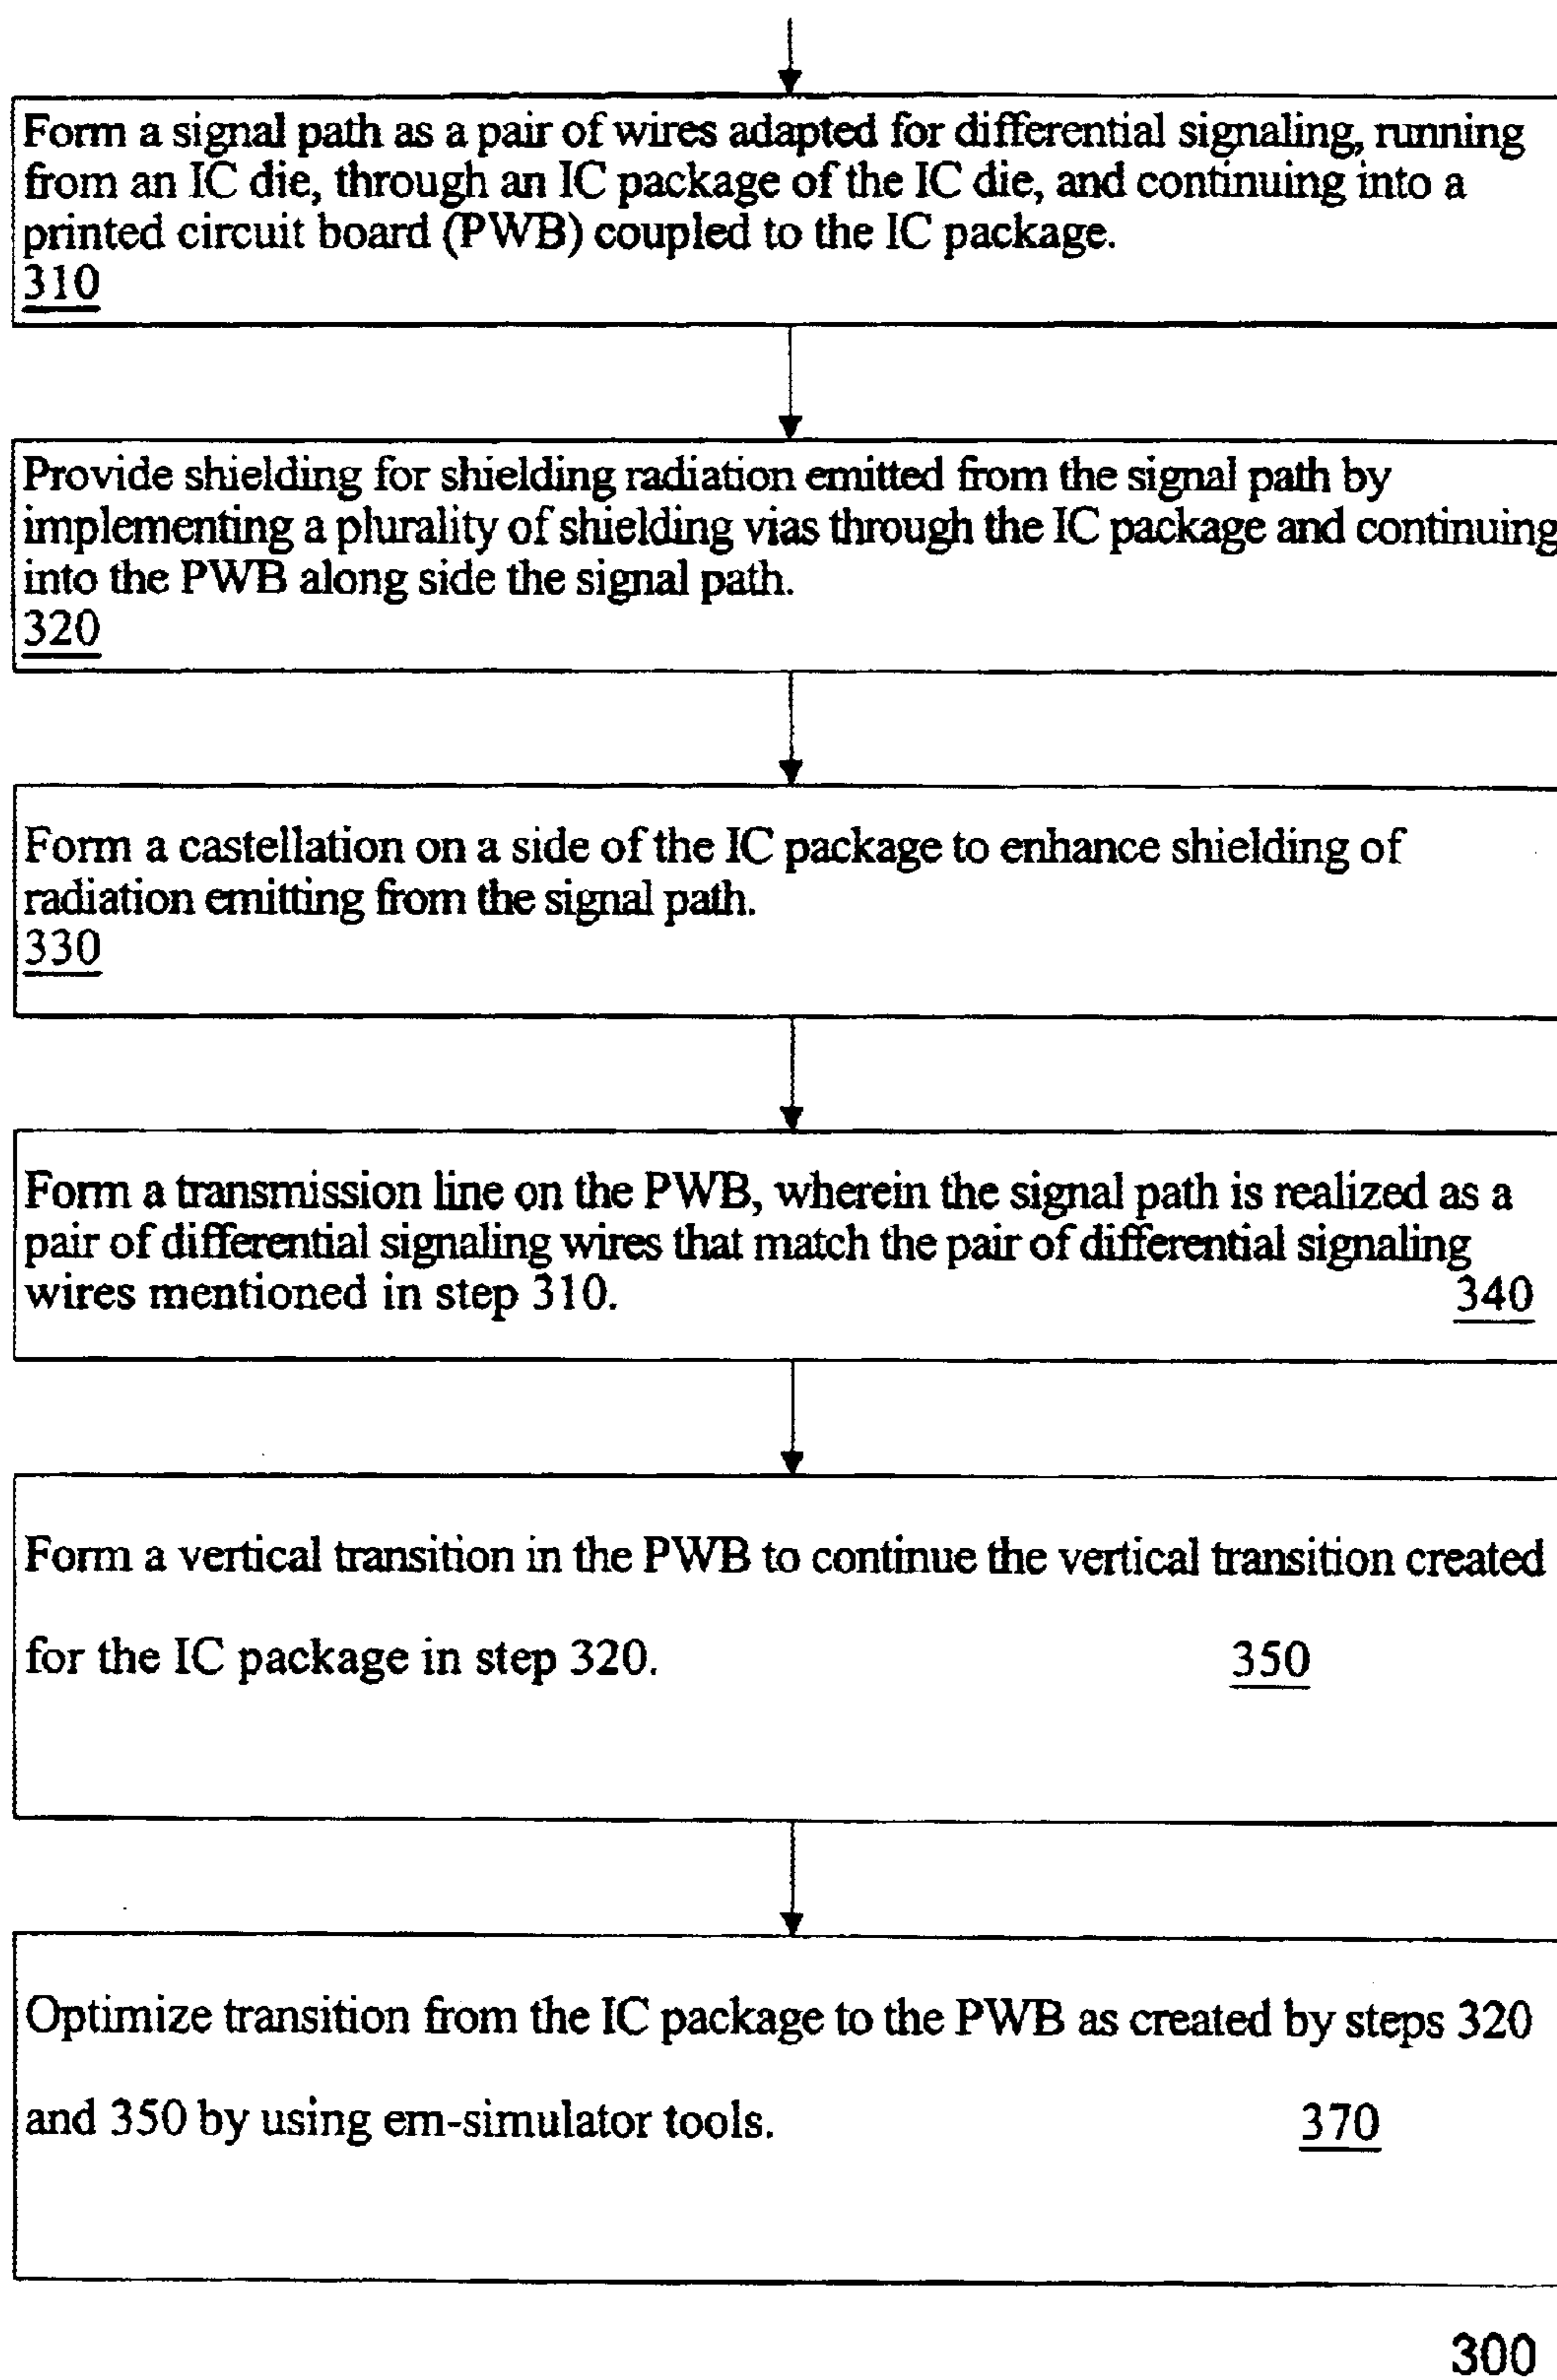 Form a signal path as a pair of wires adapted for differential signaling, running
from an IC die, through an IC package of the IC die, and continuing into a
printed circuit board (PWB) coupled to the IC package.
310
Provide shielding for shielding radiation emitted from the signal path by
implementing a plurality of shielding vias through the IC package and continuing
into the PWB along side the signal path.
320
Form a castellation on a side of the IC package to enhance shielding of
radiation emitting from the signal path.
330
Form a transmission line on the PWB, wherein the signal path is realized as a
pair of differential signaling wires that match the pair of differential signaling
wires mentioned in step 310. 340
Form a vertical transition in the PWB to continue the vertical transition created
for the IC package in step 320. 350
Optimize transition from the IC package to the PWB as created by steps 320
and 350 by using em-simulator tools. 370
300